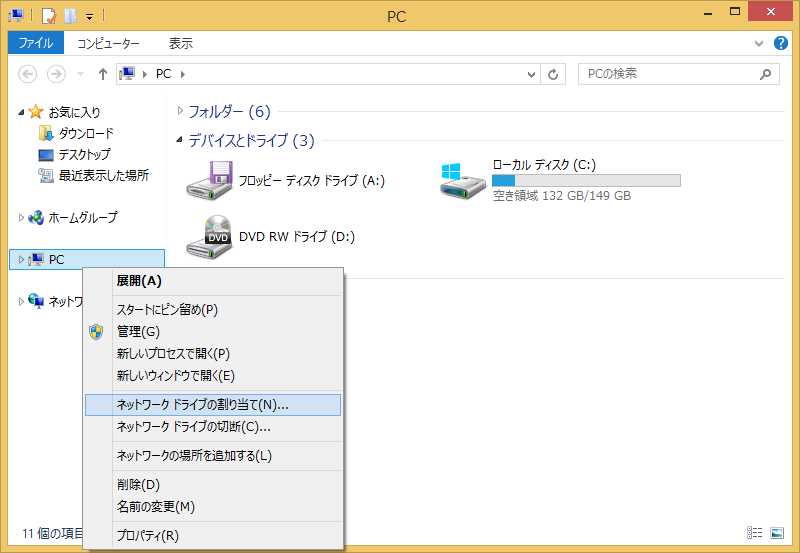 PC
ファイル コンピューター 表示
PC PCの検索
お気に入り
ダウンロード
デスクトップ
最近表示した場所
ホームグループ
PC
ネットワ
フォルダー (6)
デバイスとドライブ (3)
フロッピー ディスク ドライブ (A:)
ローカル ディスク (C:)
空き領域 132 GB/149 GB
DVD
DVD RW ドライブ (D:)
展開(A)
スタートにピン留め(P)
管理(G)
新しいプロセスで開く(P)
新しいウィンドウで開く(E)
ネットワーク ドライブの割り当て(N)...
ネットワーク ドライブの切断(C)...
ネットワークの場所を追加する(L)
削除(D)
名前の変更(M)
プロパティ(R)
11 個の項目